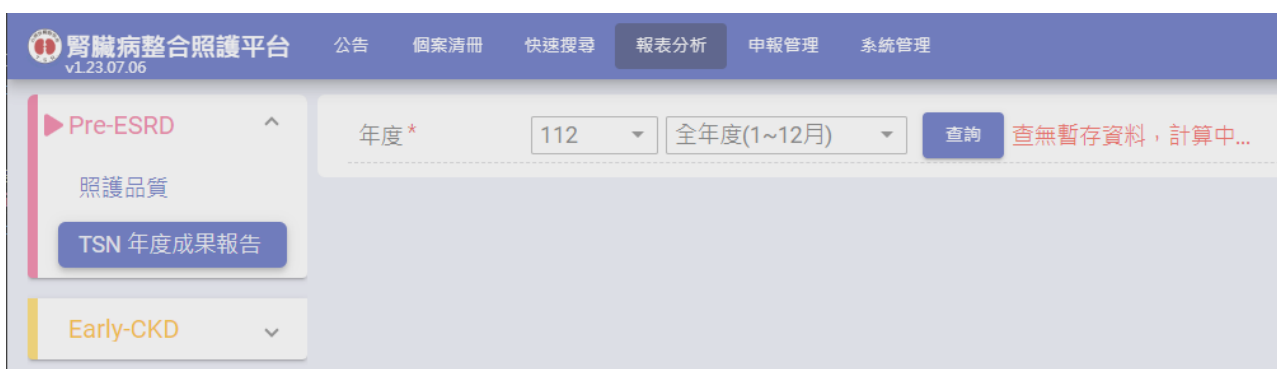 腎臟病整合照護平台
v1.23.07.06
公告 個案清冊 快速搜尋 報表分析 申報管理 系統管理
Pre-ESRD
照護品質
TSN 年度成果報告
Early-CKD
年度* 112 全年度(1~12月) 查詢 查無暫存資料，計算中...